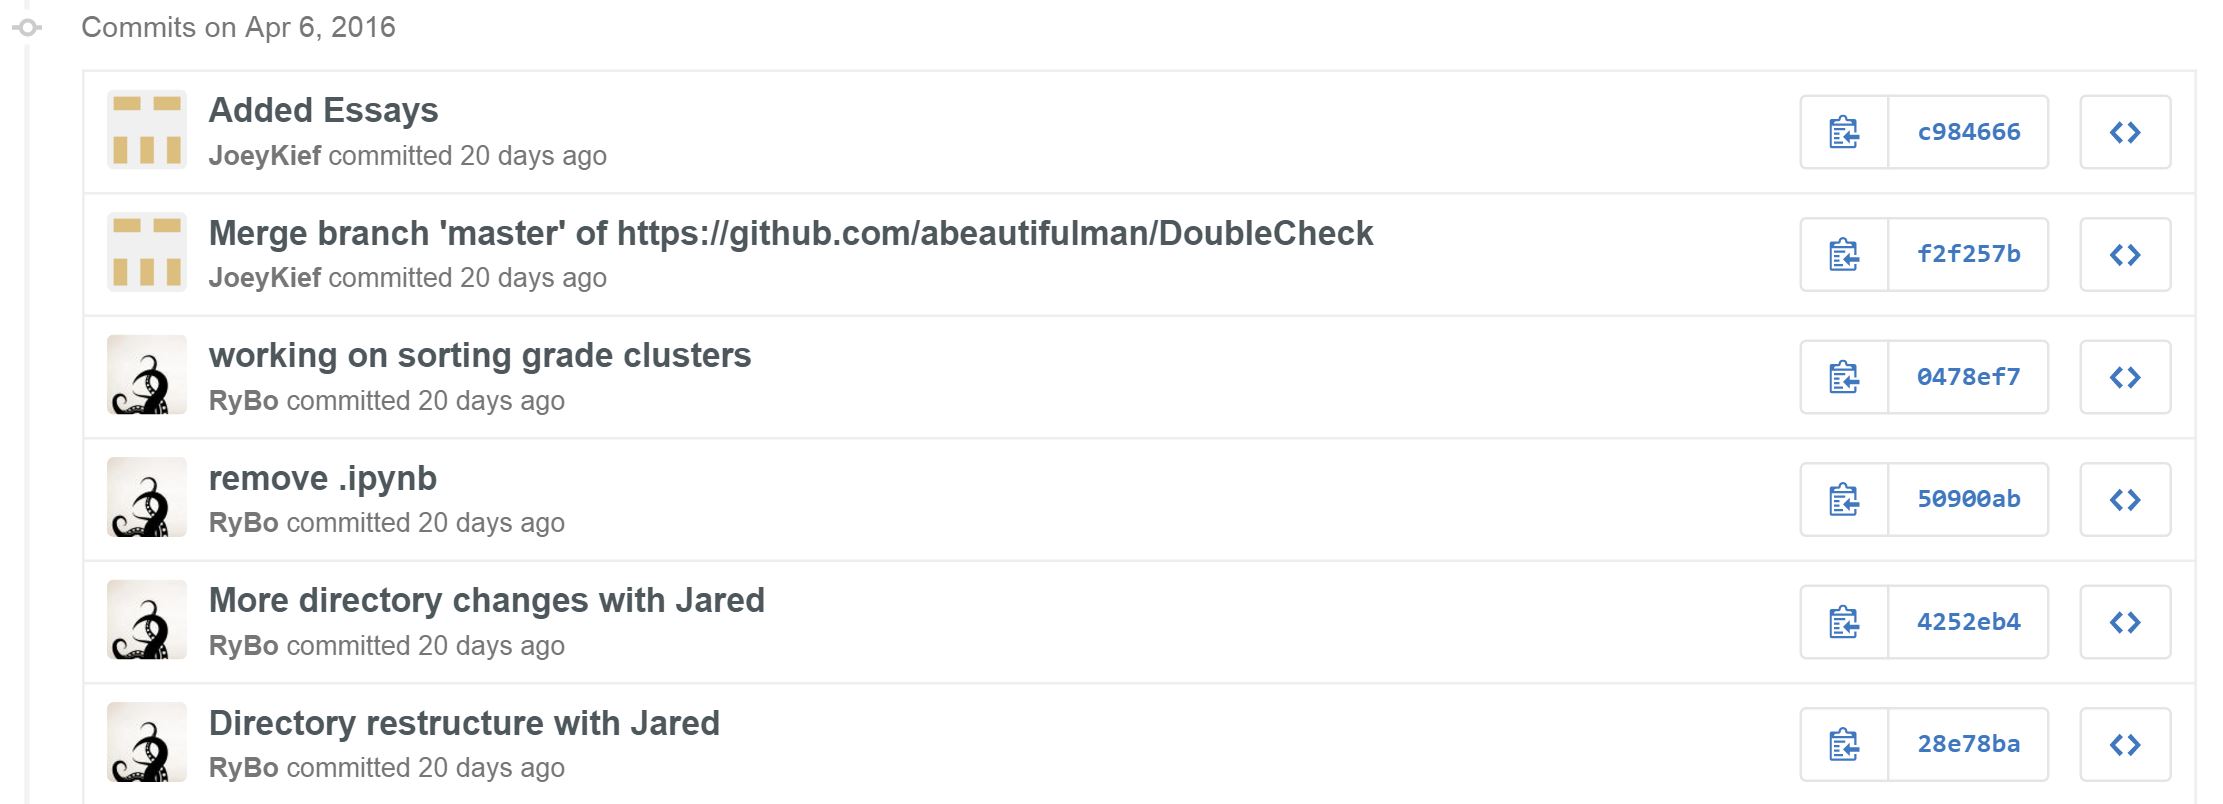 Commits on Apr 6, 2016
Added Essays
JoeyKief committed 20 days ago
c984666
Merge branch 'master' of https://github.com/abeautifulman/DoubleCheck
JoeyKief committed 20 days ago
f2f257b
working on sorting grade clusters
RyBo committed 20 days ago
0478ef7
remove .ipynb
RyBo committed 20 days ago
50900ab
More directory changes with Jared
RyBo committed 20 days ago
4252eb4
Directory restructure with Jared
RyBo committed 20 days ago
28e78ba